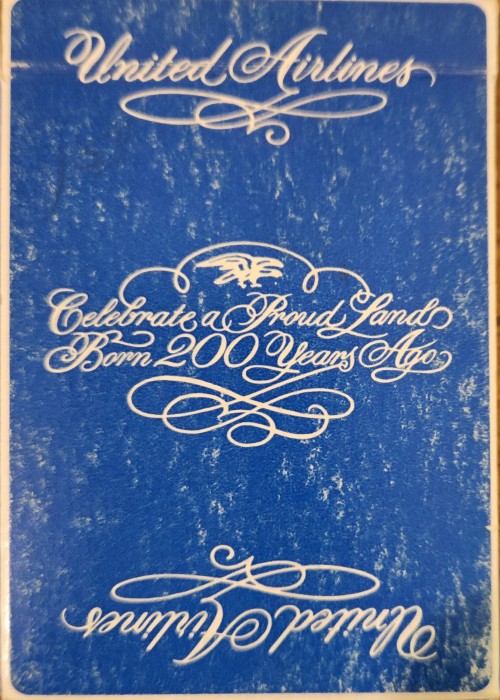 United Airlines
Celebrate a Proud Land
Born 200 Years Ago
United Airlines